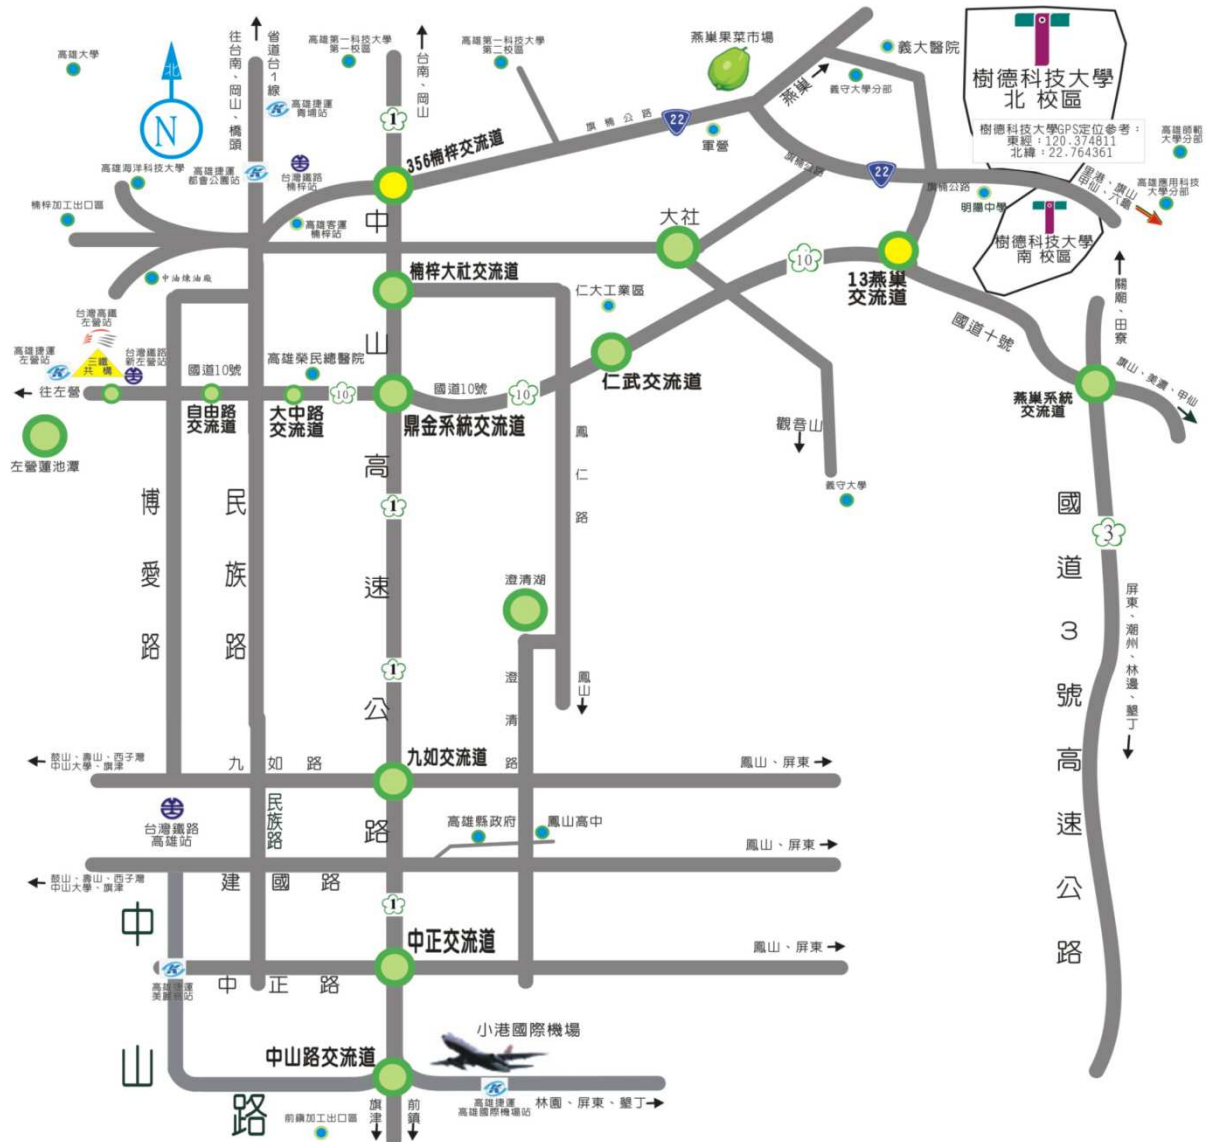 高雄大學
往台南、岡山、橋頭
省道台1線
高雄第一科技大學
第一校區
台南、岡山
高雄第一科技大學
第二校區
燕巢果菜市場
義大醫院
燕巢
義守大學分部
樹德科技大學
北 校區
樹德科技大學GPS定位參考:
東經:120.374811
北緯:22.764361
高雄師範
大學分部
高雄應用科技
大學分部
里港、旗山
甲仙、六龜
北
N
高雄捷運
青埔站
1
旗楠公路
22
軍營
356楠梓交流道
高雄海洋科技大學
高雄捷運
都會公園站
台灣鐵路
楠梓站
旗楠公路
22
旗楠公路
明陽中學
樹德科技大學
南 校區
楠梓加工出口區
高雄客運
楠梓站
中山高速公路
大社
10
13燕巢
交流道
中油煉油廠
楠梓大社交流道
仁大工業區
國道十號
關廟、田寮
台灣高鐵
左營站
高雄捷運
左營站
三鐵
共構
台灣鐵路
新左營站
高雄榮民總醫院
仁武交流道
旗山、美濃、甲仙
往左營
國道10號
10
國道10號
10
自由路
交流道
大中路
交流道
鼎金系統交流道
燕巢系統
交流道
左營蓮池潭
鳳仁路
觀音山
義守大學
博愛路
民族路
1
國道3號高速公路
3
澄清湖
屏東、潮州、林邊、墾丁
1
澄清路
鳳山
鼓山、壽山、西子灣
中山大學、旗津
九如路
九如交流道
鳳山、屏東
台灣鐵路
高雄站
民族路
高雄縣政府
鳳山高中
鳳山、屏東
鼓山、壽山、西子灣
中山大學、旗津
建國路
1
中山路
中正交流道
鳳山、屏東
高雄捷運
美麗島站
中正路
小港國際機場
中山路交流道
高雄捷運
高雄國際機場站
林園、屏東、墾丁
前鎮加工出口區
旗津
前鎮